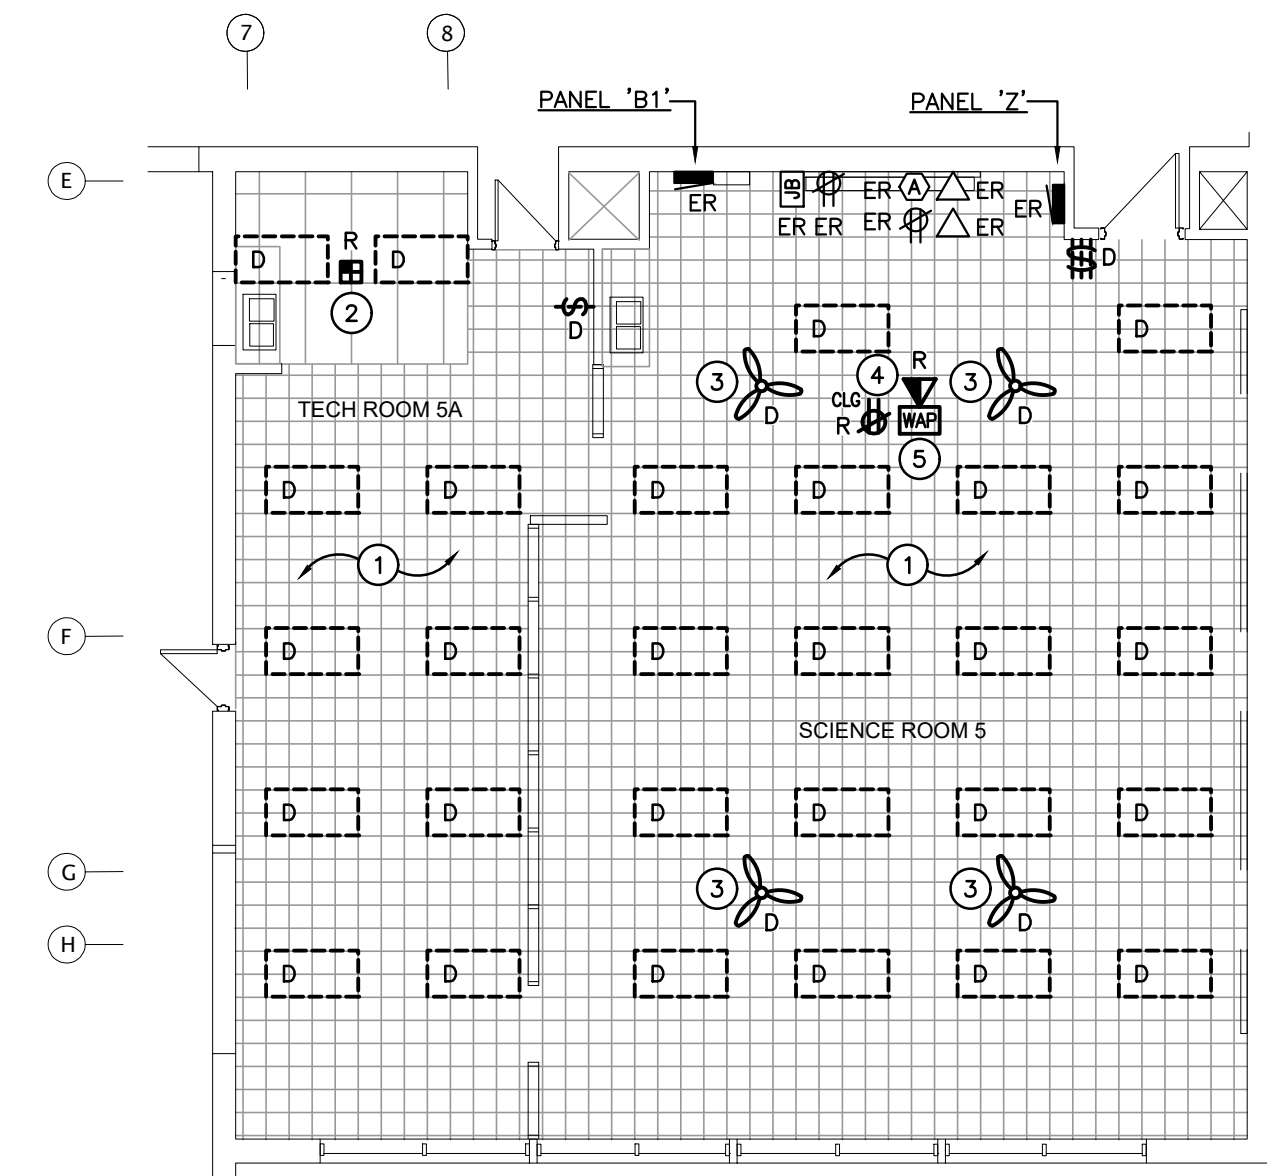 7 8
PANEL 'B1' PANEL 'Z'
E
JB ER A ER
ER ER
ER ER ER ER
R
D D D
2
D
D D
3 4 R 3
CLG
D R WAP D
TECH ROOM 5A
5
D D D D D D
1 1
F
D D D D D D
SCIENCE ROOM 5
D D D D D D
G
3 3
D D
H
D D D D D D